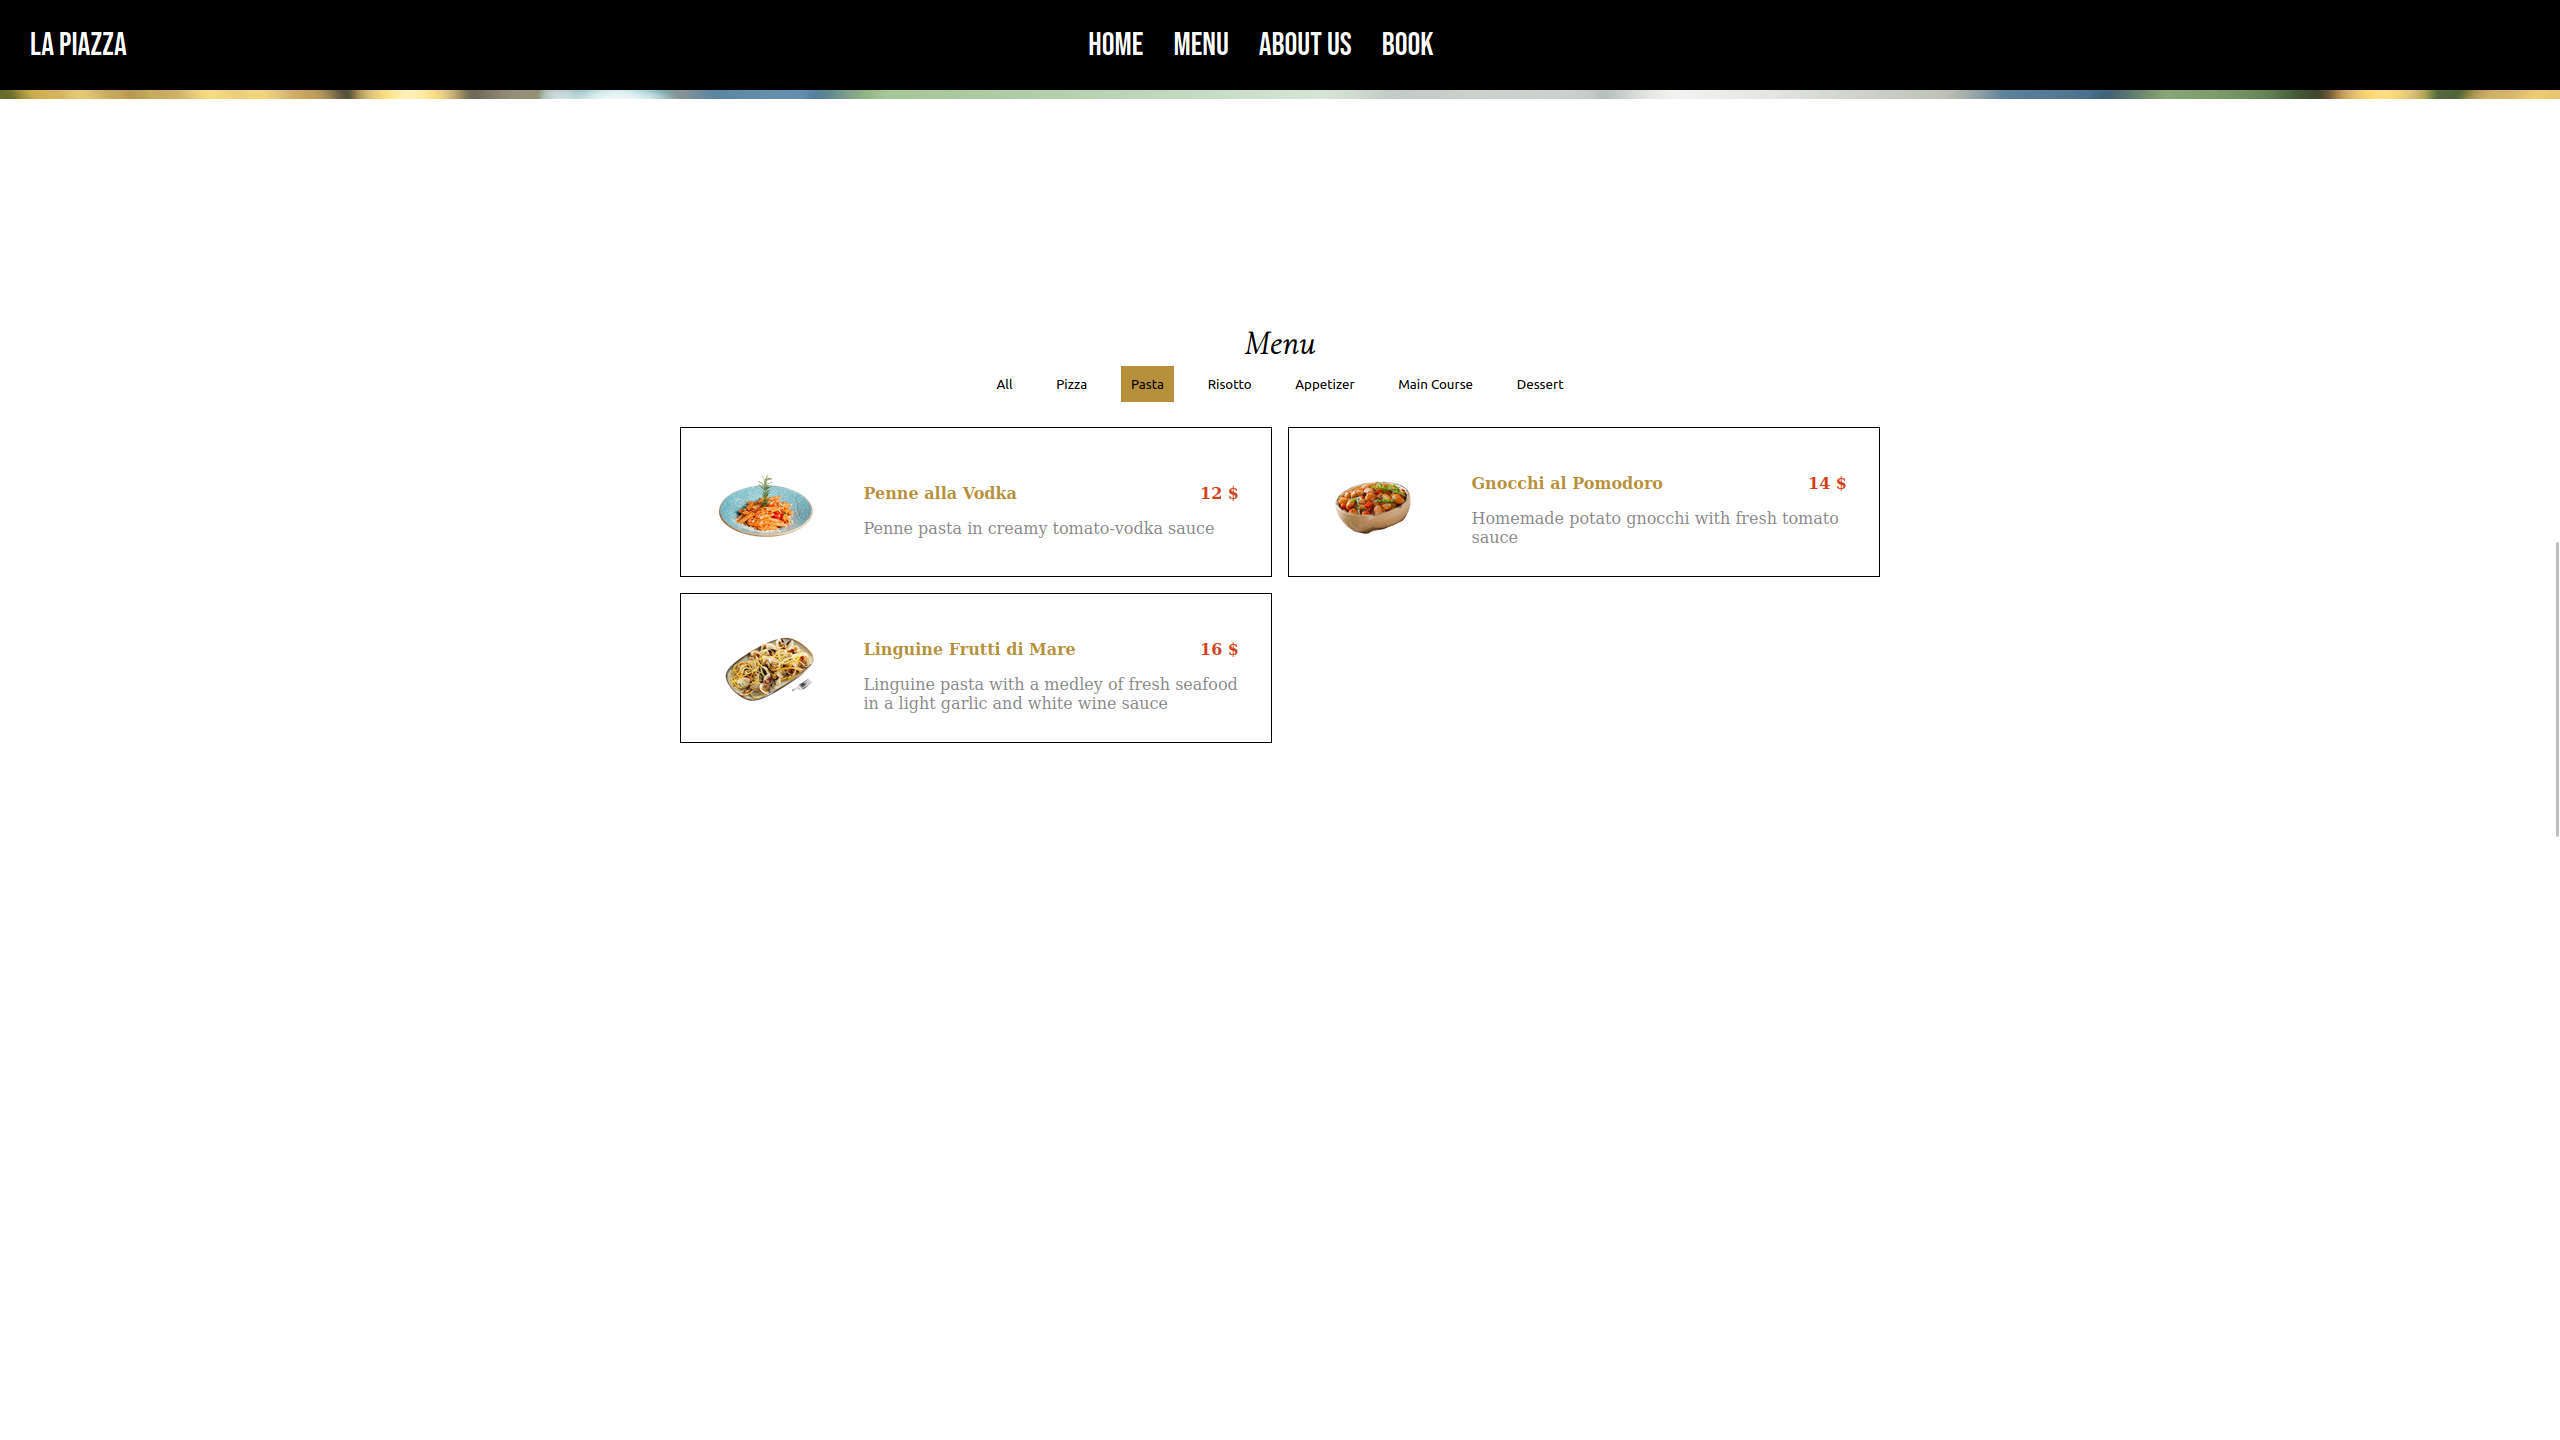 LA PIAZZA
HOME MENU ABOUT US BOOK
Menu
All Pizza Pasta Risotto Appetizer Main Course Dessert
Penne alla Vodka 12 $
Penne pasta in creamy tomato-vodka sauce
Gnocchi al Pomodoro 14 $
Homemade potato gnocchi with fresh tomato
sauce
Linguine Frutti di Mare 16 $
Linguine pasta with a medley of fresh seafood
in a light garlic and white wine sauce